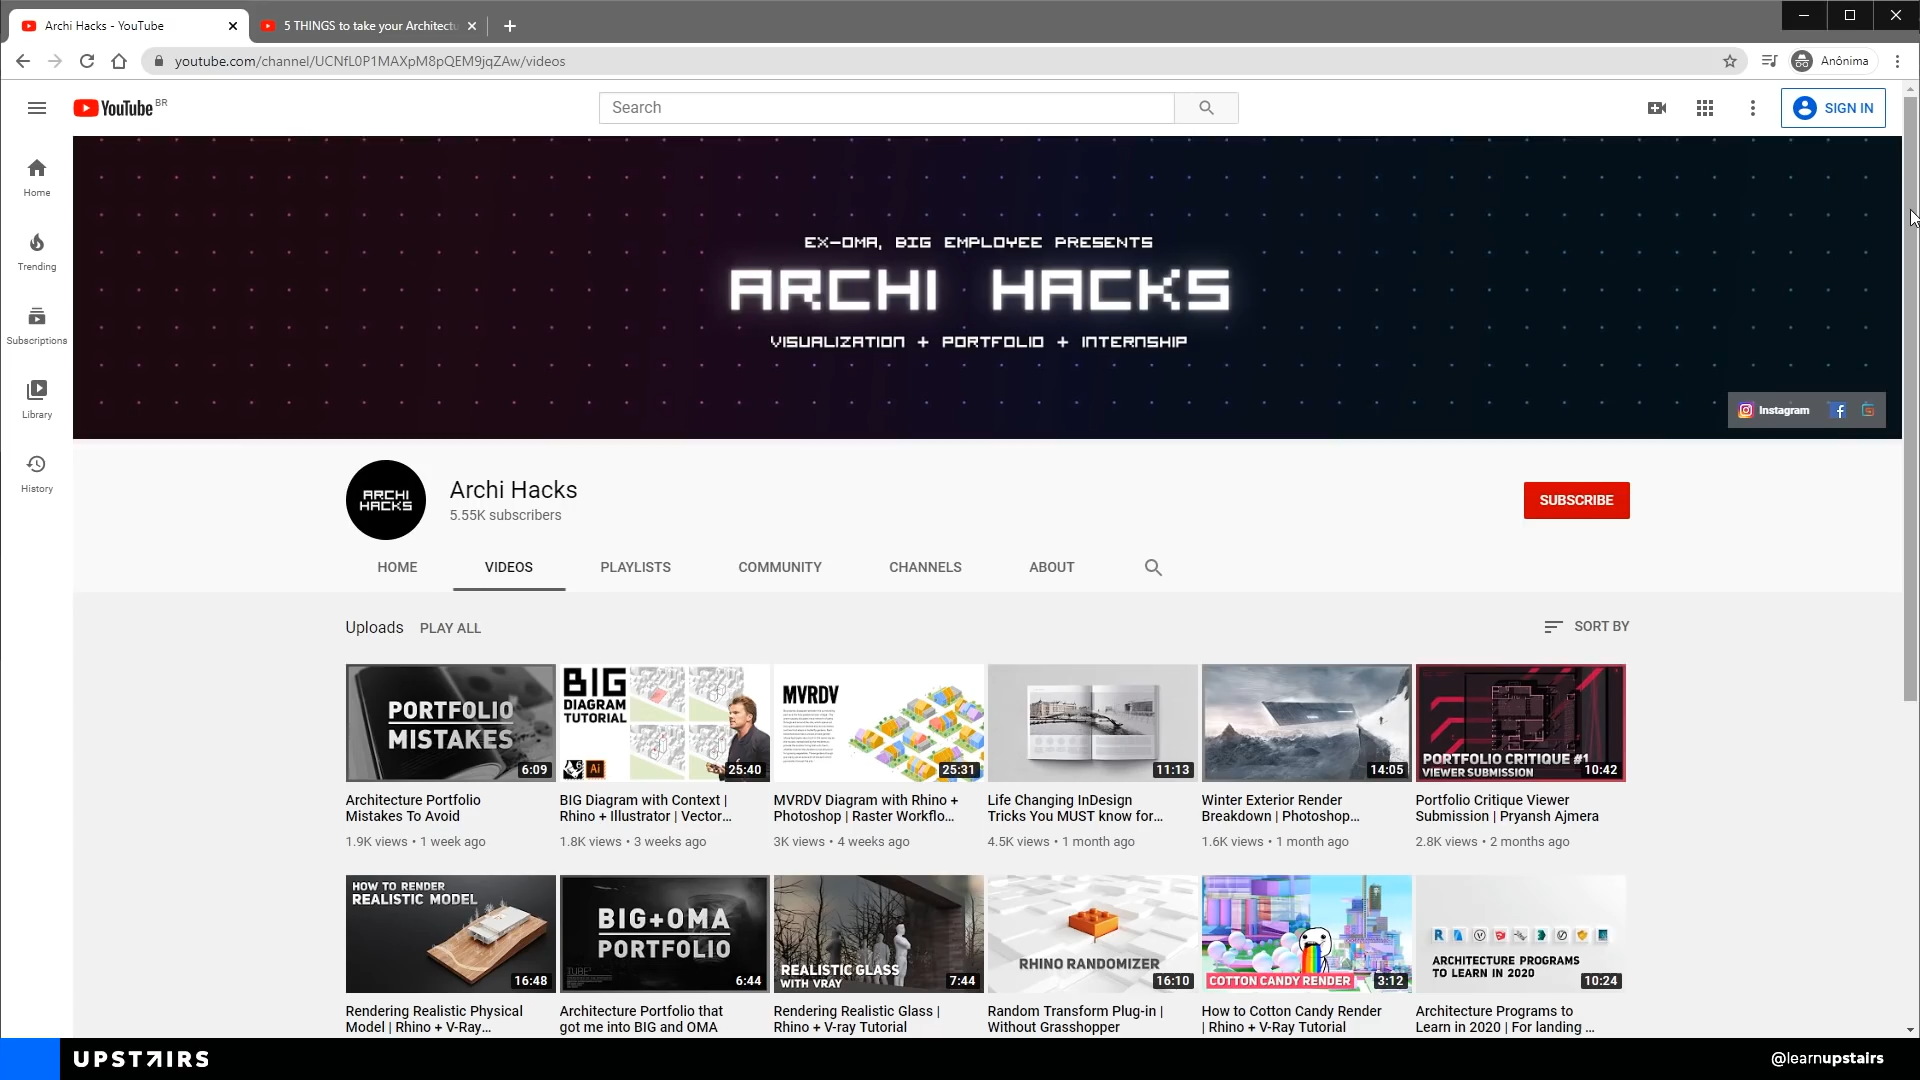 Archi Hacks - YouTube
5 THINGS to take your Architectu
youtube.com/channel/UCNfL0P1MAXpM8pQEM9jqZAw/videos
Anônima
YouTube BR
Search
SIGN IN
Home
Trending
Subscriptions
Library
History
EX-OMA, BIG EMPLOYEE PRESENTS
ARCHI HACKS
VISUALIZATION + PORTFOLIO + INTERNSHIP
Instagram
ARCHI
HACKS
Archi Hacks
5.55K subscribers
SUBSCRIBE
HOME VIDEOS PLAYLISTS COMMUNITY CHANNELS ABOUT
Uploads PLAY ALL
SORT BY
PORTFOLIO
MISTAKES
6:09
Architecture Portfolio
Mistakes To Avoid
1.9K views • 1 week ago
BIG
DIAGRAM
TUTORIAL
Ai
25:40
BIG Diagram with Context |
Rhino + Illustrator | Vector...
1.8K views • 3 weeks ago
MVRDV
25:31
MVRDV Diagram with Rhino +
Photoshop | Raster Workflo...
3K views • 4 weeks ago
11:13
Life Changing InDesign
Tricks You MUST know for...
4.5K views • 1 month ago
14:05
Winter Exterior Render
Breakdown | Photoshop...
1.6K views • 1 month ago
PORTFOLIO CRITIQUE #1
VIEWER SUBMISSION
10:42
Portfolio Critique Viewer
Submission | Pryansh Ajmera
2.8K views • 2 months ago
HOW TO RENDER
REALISTIC MODEL
16:48
Rendering Realistic Physical
Model | Rhino + V-Ray...
BIG+OMA
PORTFOLIO
6:44
Architecture Portfolio that
got me into BIG and OMA
REALISTIC GLASS
WITH VRAY
7:44
Rendering Realistic Glass |
Rhino + V-ray Tutorial
RHINO RANDOMIZER
16:10
Random Transform Plug-in |
Without Grasshopper
COTTON CANDY RENDER
3:12
How to Cotton Candy Render
| Rhino + V-Ray Tutorial
ARCHITECTURE PROGRAMS
TO LEARN IN 2020
10:24
Architecture Programs to
Learn in 2020 | For landing ...
UPSTAIRS
@learnupstairs